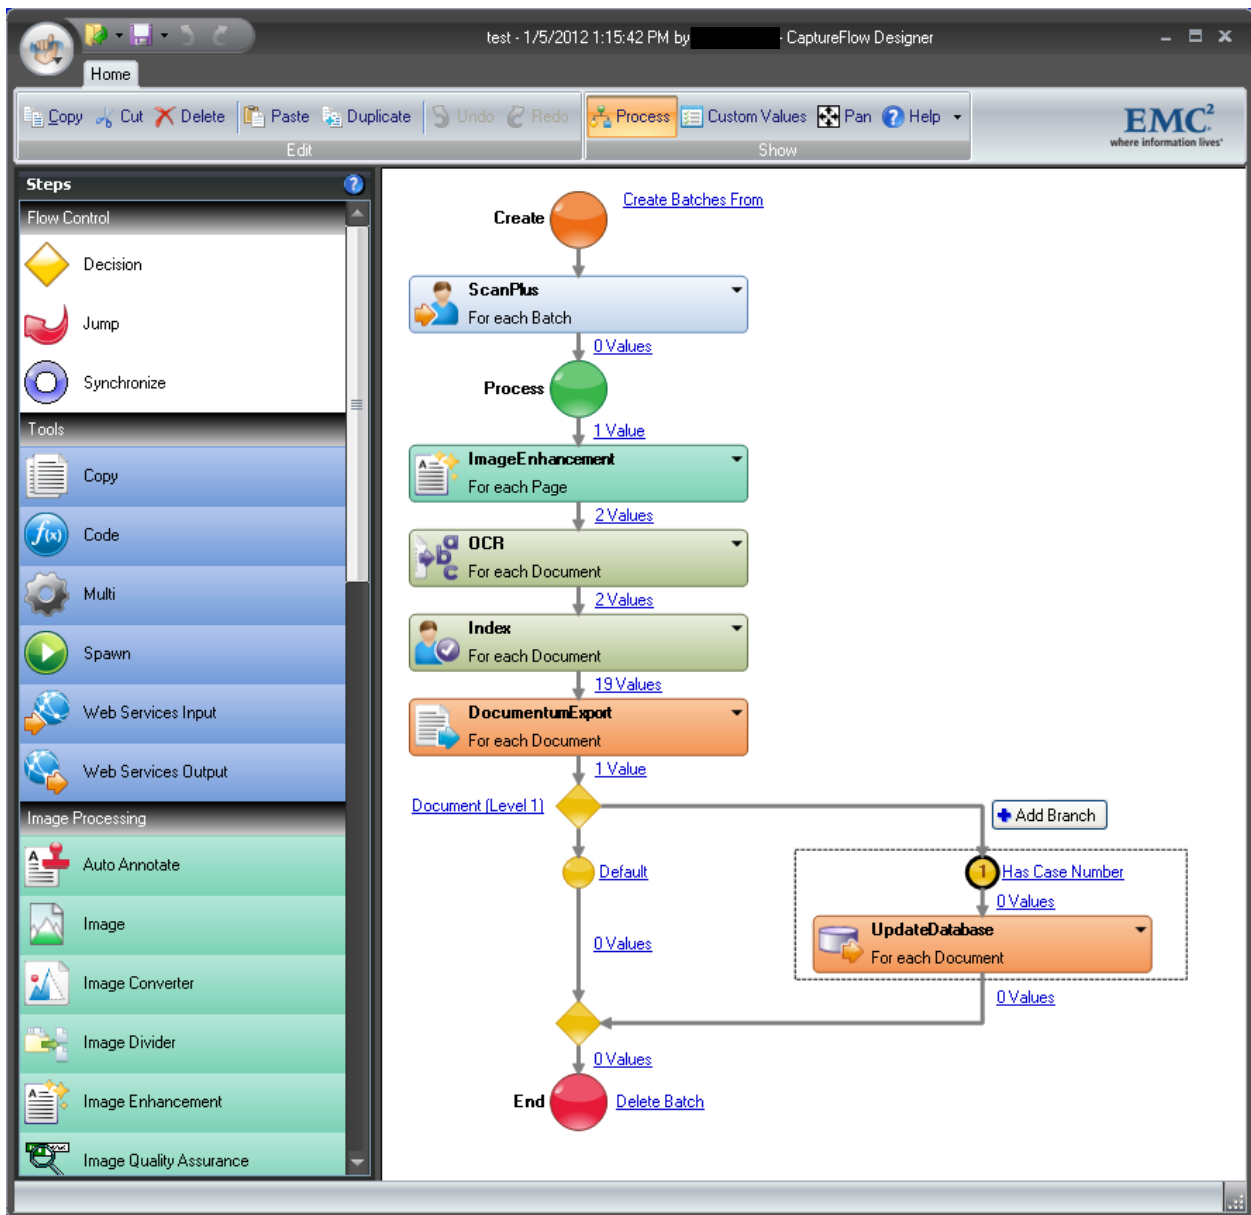 test - 1/5/2012 1:15:42 PM by - CaptureFlow Designer
Home
Copy Cut Delete Paste Duplicate Undo Redo Process Custom Values Pan Help
Edit Show
EMC²
where information lives®
Steps
Flow Control
Decision
Jump
Synchronize
Tools
Copy
Code
f(x)
Multi
Spawn
Web Services Input
Web Services Output
Image Processing
Auto Annotate
Image
Image Converter
Image Divider
Image Enhancement
Image Quality Assurance
Create
Create Batches From
ScanPlus
For each Batch
0 Values
Process
1 Value
ImageEnhancement
For each Page
2 Values
OCR
For each Document
2 Values
Index
For each Document
19 Values
DocumentumExport
For each Document
1 Value
Document (Level 1)
Add Branch
Default
1 Has Case Number
0 Values
UpdateDatabase
For each Document
0 Values
0 Values
0 Values
End
Delete Batch